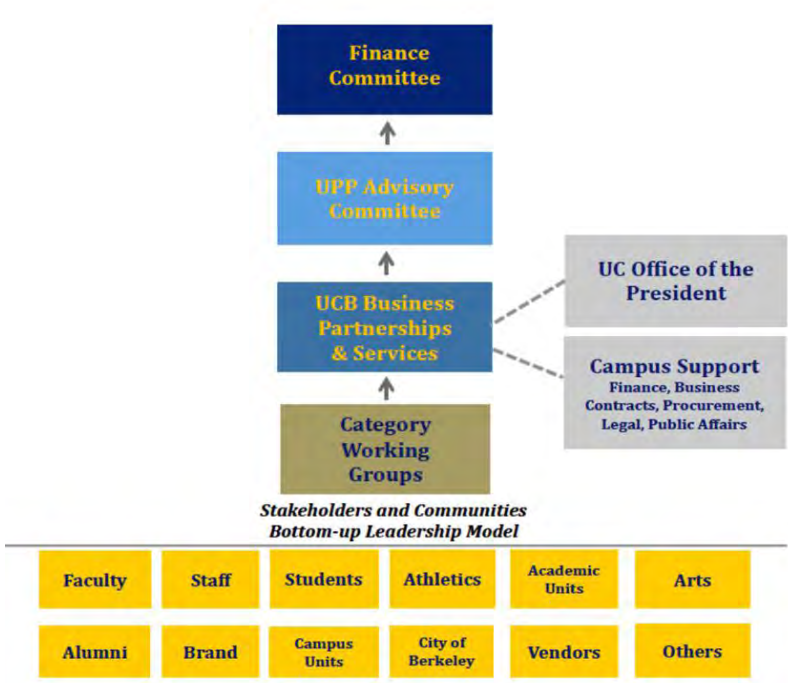 Finance
Committee
UPP Advisory
Committee
UCB Business
Partnerships
& Services
UC Office of the
President
Campus Support
Finance, Business
Contracts, Procurement,
Legal, Public Affairs
Category
Working
Groups
Stakeholders and Communities
Bottom-up Leadership Model
Faculty
Staff
Students
Athletics
Academic
Units
Arts
Alumni
Brand
Campus
Units
City of
Berkeley
Vendors
Others